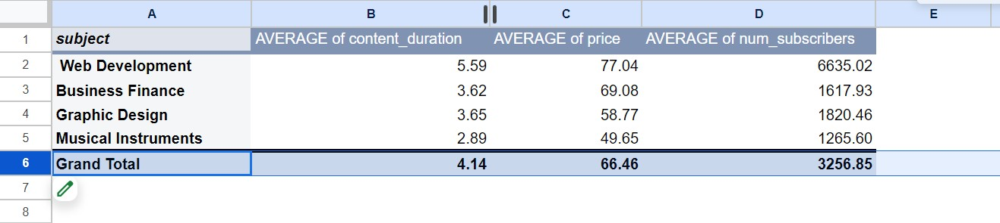 A B C D E
1 subject AVERAGE of content_duration AVERAGE of price AVERAGE of num_subscribers
2 Web Development 5.59 77.04 6635.02
3 Business Finance 3.62 69.08 1617.93
4 Graphic Design 3.65 58.77 1820.46
5 Musical Instruments 2.89 49.65 1265.60
6 Grand Total 4.14 66.46 3256.85
7
8